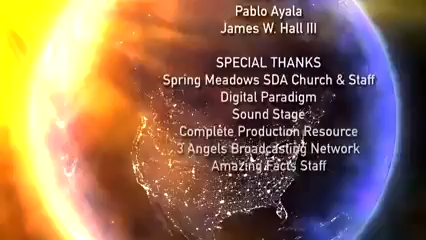 Pablo Ayala
James W. Hall III
SPECIAL THANKS
Spring Meadows SDA Church & Staff
Digital Paradigm
Sound Stage
Complete Production Resource
3 Angels Broadcasting Network
Amazing Facts Staff